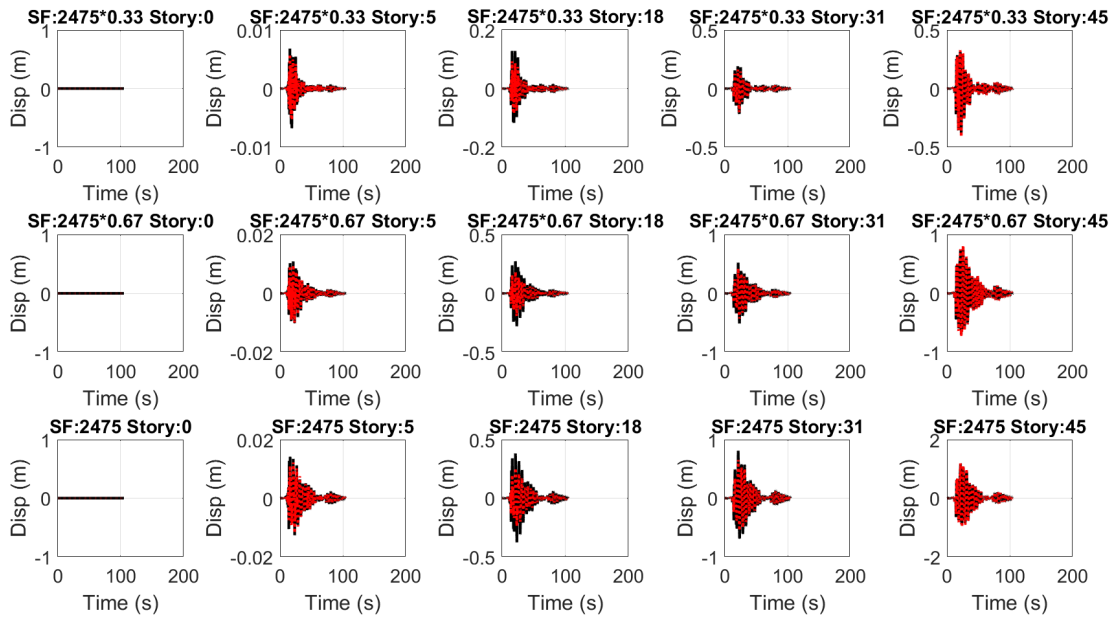 SF:2475*0.33 Story:0
SF:2475*0.33 Story:5
SF:2475*0.33 Story:18
SF:2475*0.33 Story:31
SF:2475*0.33 Story:45
1
0
-1
Disp (m)
0 100 200
Time (s)
0.01
0
-0.01
Disp (m)
0 100 200
Time (s)
0.2
0
-0.2
Disp (m)
0 100 200
Time (s)
0.5
0
-0.5
Disp (m)
0 100 200
Time (s)
0.5
0
-0.5
Disp (m)
0 100 200
Time (s)
SF:2475*0.67 Story:0
SF:2475*0.67 Story:5
SF:2475*0.67 Story:18
SF:2475*0.67 Story:31
SF:2475*0.67 Story:45
1
0
-1
Disp (m)
0 100 200
Time (s)
0.02
0
-0.02
Disp (m)
0 100 200
Time (s)
0.5
0
-0.5
Disp (m)
0 100 200
Time (s)
1
0
-1
Disp (m)
0 100 200
Time (s)
1
0
-1
Disp (m)
0 100 200
Time (s)
SF:2475 Story:0
SF:2475 Story:5
SF:2475 Story:18
SF:2475 Story:31
SF:2475 Story:45
1
0
-1
Disp (m)
0 100 200
Time (s)
0.02
0
-0.02
Disp (m)
0 100 200
Time (s)
0.5
0
-0.5
Disp (m)
0 100 200
Time (s)
1
0
-1
Disp (m)
0 100 200
Time (s)
2
0
-2
Disp (m)
0 100 200
Time (s)